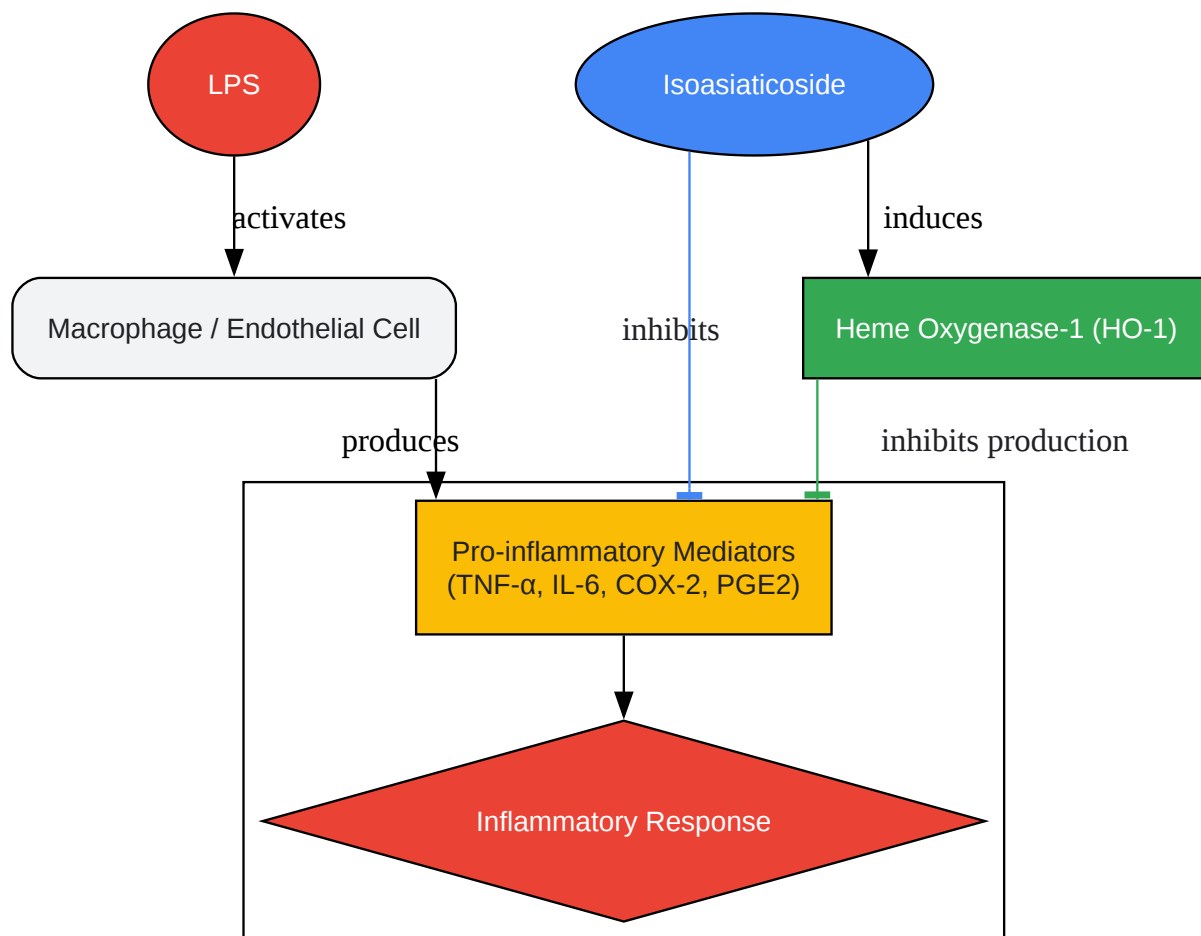 LPS
Isoasiaticoside
activates
induces
Macrophage / Endothelial Cell
inhibits
Heme Oxygenase-1 (HO-1)
produces
inhibits production
Pro-inflammatory Mediators
(TNF-α, IL-6, COX-2, PGE2)
Inflammatory Response